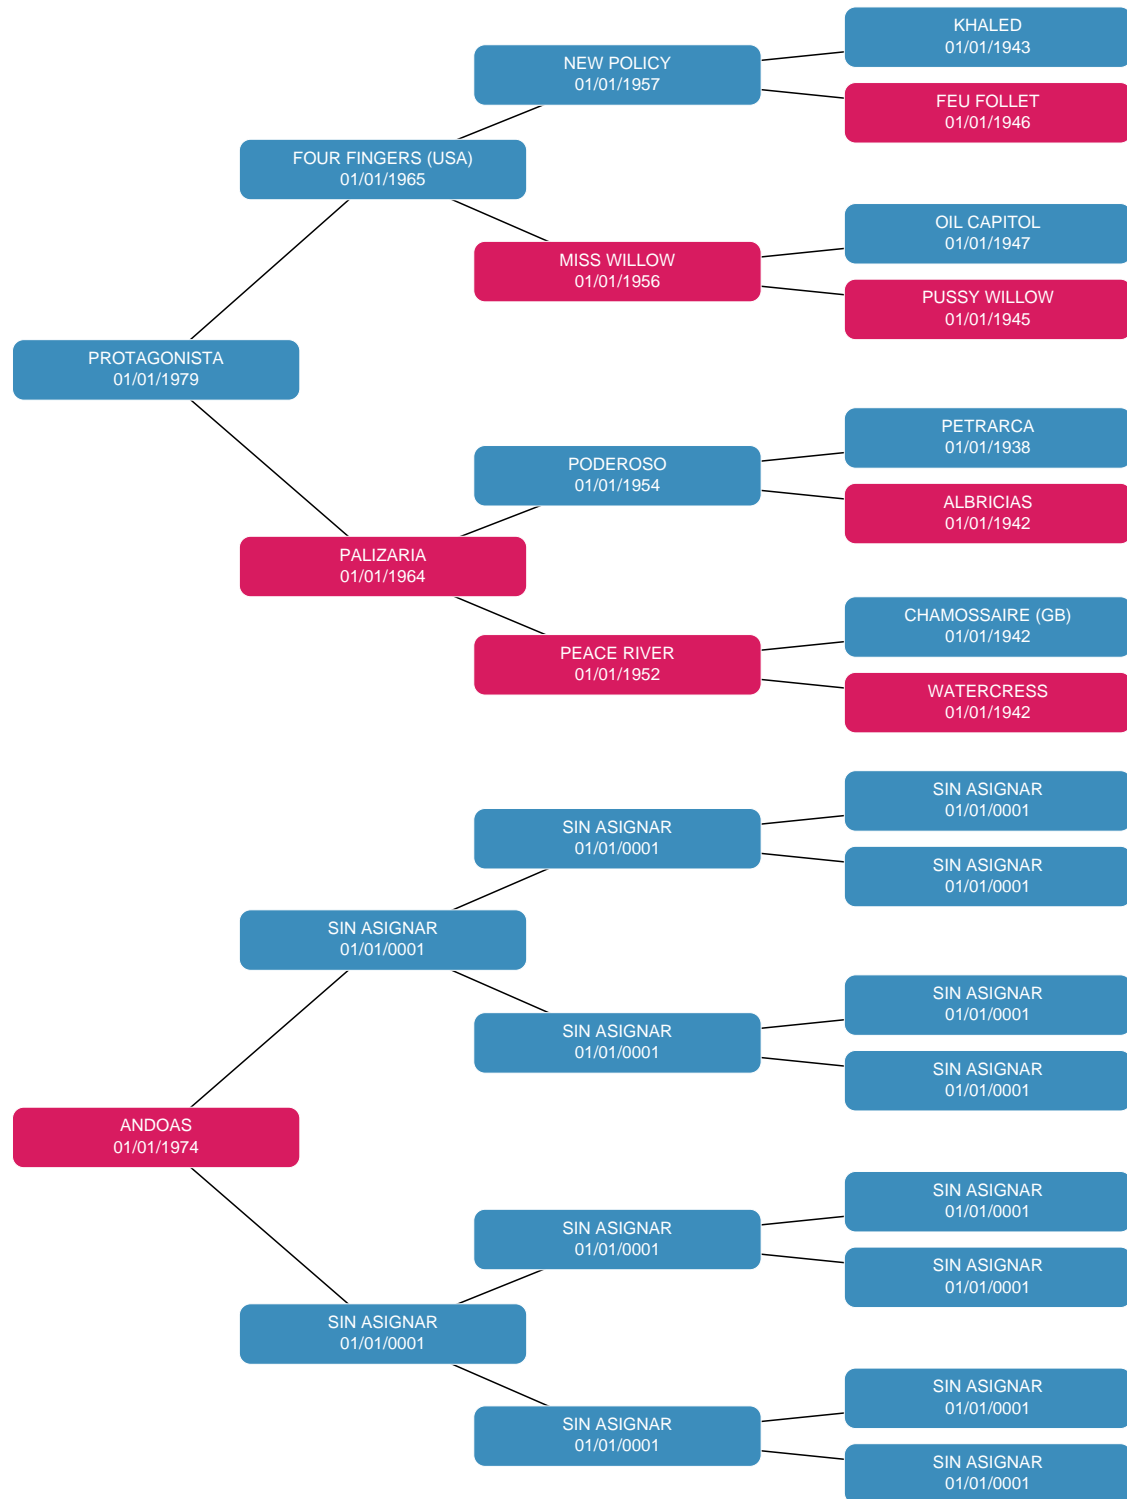 KHALED
01/01/1943
NEW POLICY
01/01/1957
FEU FOLLET
01/01/1946
FOUR FINGERS (USA)
01/01/1965
OIL CAPITOL
01/01/1947
MISS WILLOW
01/01/1956
PUSSY WILLOW
01/01/1945
PROTAGONISTA
01/01/1979
PETRARCA
01/01/1938
PODEROSO
01/01/1954
ALBRICIAS
01/01/1942
PALIZARIA
01/01/1964
CHAMOSSAIRE (GB)
01/01/1942
PEACE RIVER
01/01/1952
WATERCRESS
01/01/1942
SIN ASIGNAR
01/01/0001
SIN ASIGNAR
01/01/0001
SIN ASIGNAR
01/01/0001
SIN ASIGNAR
01/01/0001
SIN ASIGNAR
01/01/0001
SIN ASIGNAR
01/01/0001
SIN ASIGNAR
01/01/0001
ANDOAS
01/01/1974
SIN ASIGNAR
01/01/0001
SIN ASIGNAR
01/01/0001
SIN ASIGNAR
01/01/0001
SIN ASIGNAR
01/01/0001
SIN ASIGNAR
01/01/0001
SIN ASIGNAR
01/01/0001
SIN ASIGNAR
01/01/0001